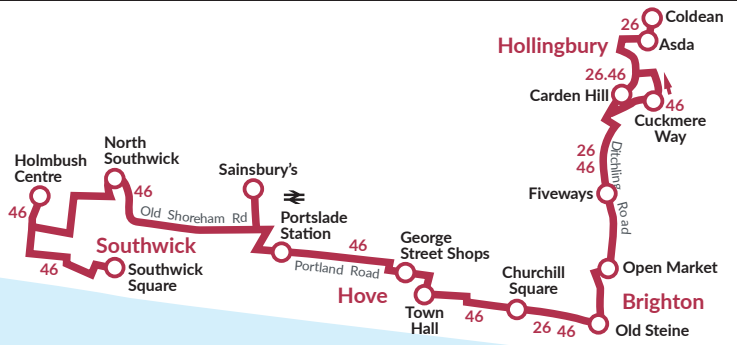 26
Coldean
Hollingbury
Asda
26.46
Carden Hill
46
Cuckmere
Way
26
46
Ditchling Road
Fiveways
Holmbush
Centre
North
Southwick
Sainsbury's
46
46
Old Shoreham Rd
Portslade
Station
Southwick
46
Southwick
Square
46
Portland Road
George
Street Shops
Hove
Town
Hall
46
Churchill
Square
26 46
Open Market
Brighton
Old Steine